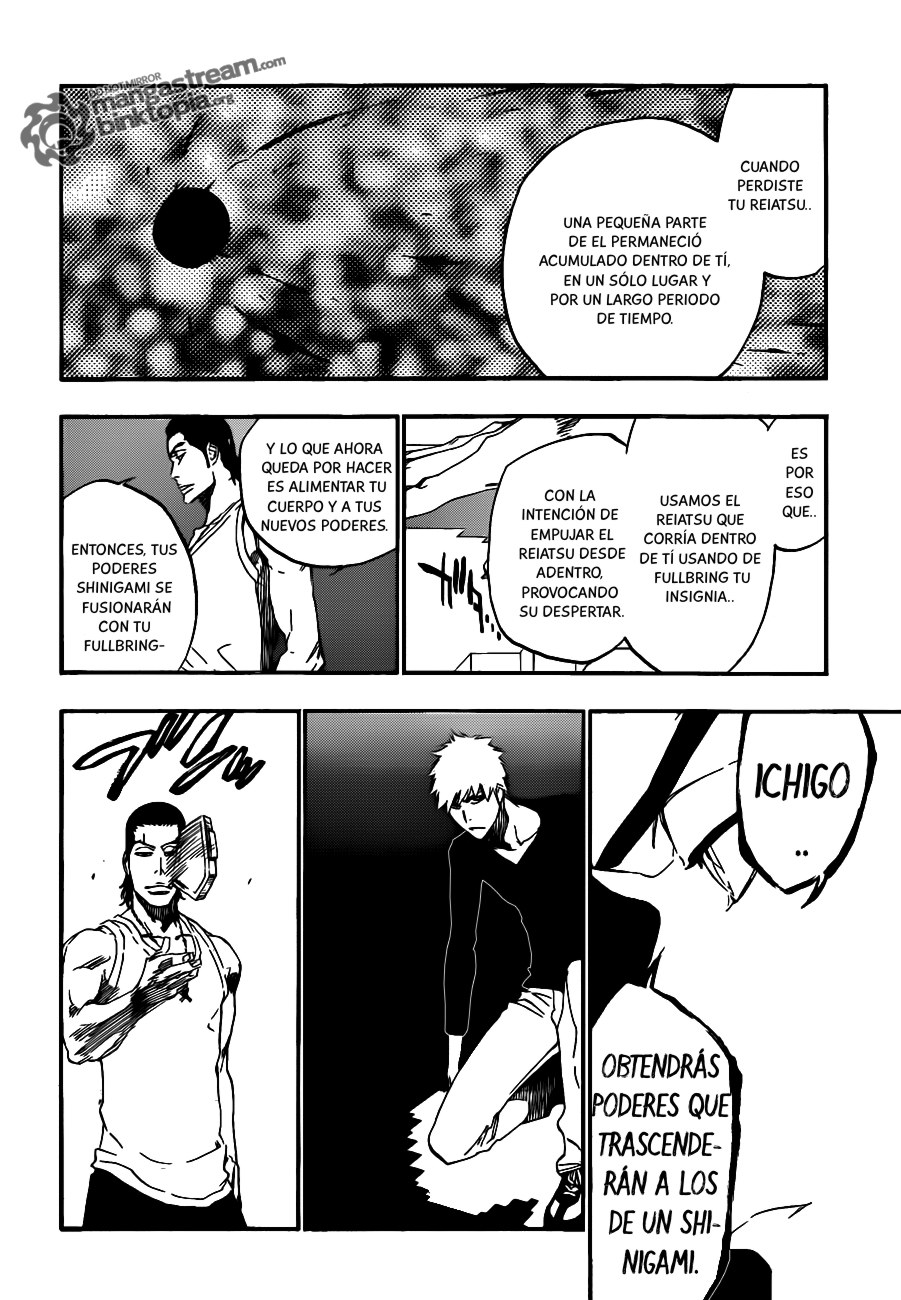 DO NOT MIRROR
mangastream.com
binktopia.org
CUANDO
PERDISTE
TU REIATSU..
UNA PEQUEÑA PARTE
DE EL PERMANECIÓ
ACUMULADO DENTRO DE TÍ,
EN UN SÓLO LUGAR Y
POR UN LARGO PERIODO
DE TIEMPO.
ES
POR
ESO
QUE..
USAMOS EL
REIATSU QUE
CORRÍA DENTRO
DE TÍ USANDO DE
FULLBRING TU
INSIGNIA..
CON LA
INTENCIÓN DE
EMPUJAR EL
REIATSU DESDE
ADENTRO,
PROVOCANDO
SU DESPERTAR.
Y LO QUE AHORA
QUEDA POR HACER
ES ALIMENTAR TU
CUERPO Y A TUS
NUEVOS PODERES.
ENTONCES, TUS
PODERES
SHINIGAMI SE
FUSIONARÁN
CON TU
FULLBRING-
ICHIGO
..
OBTENDRÁS
PODERES QUE
TRASCENDE-
RÁN A LOS
DE UN SHI-
NIGAMI.